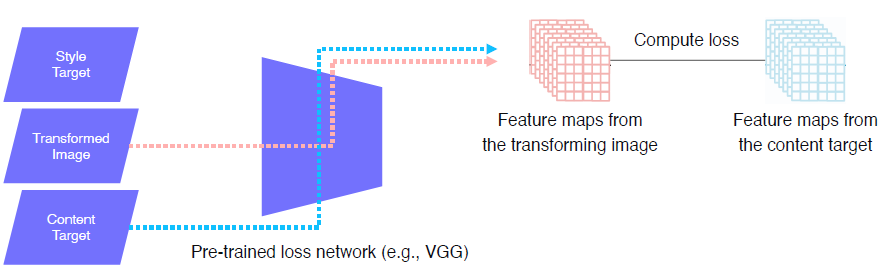 Style
Target
Transformed
Image
Content
Target
Pre-trained loss network (e.g., VGG)
Compute loss
Feature maps from
the transforming image
Feature maps from
the content target